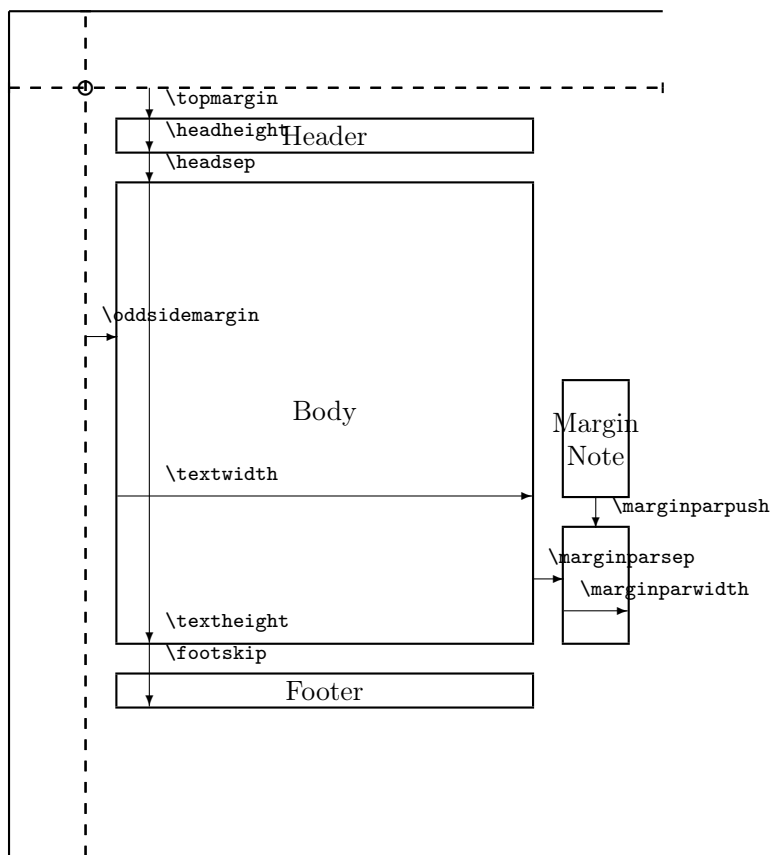 \topmargin
\headheight
Header
\headsep
\oddsidemargin
Body
Margin
Note
\textwidth
\marginparpush
\marginparsep
\marginparwidth
\textheight
\footskip
Footer